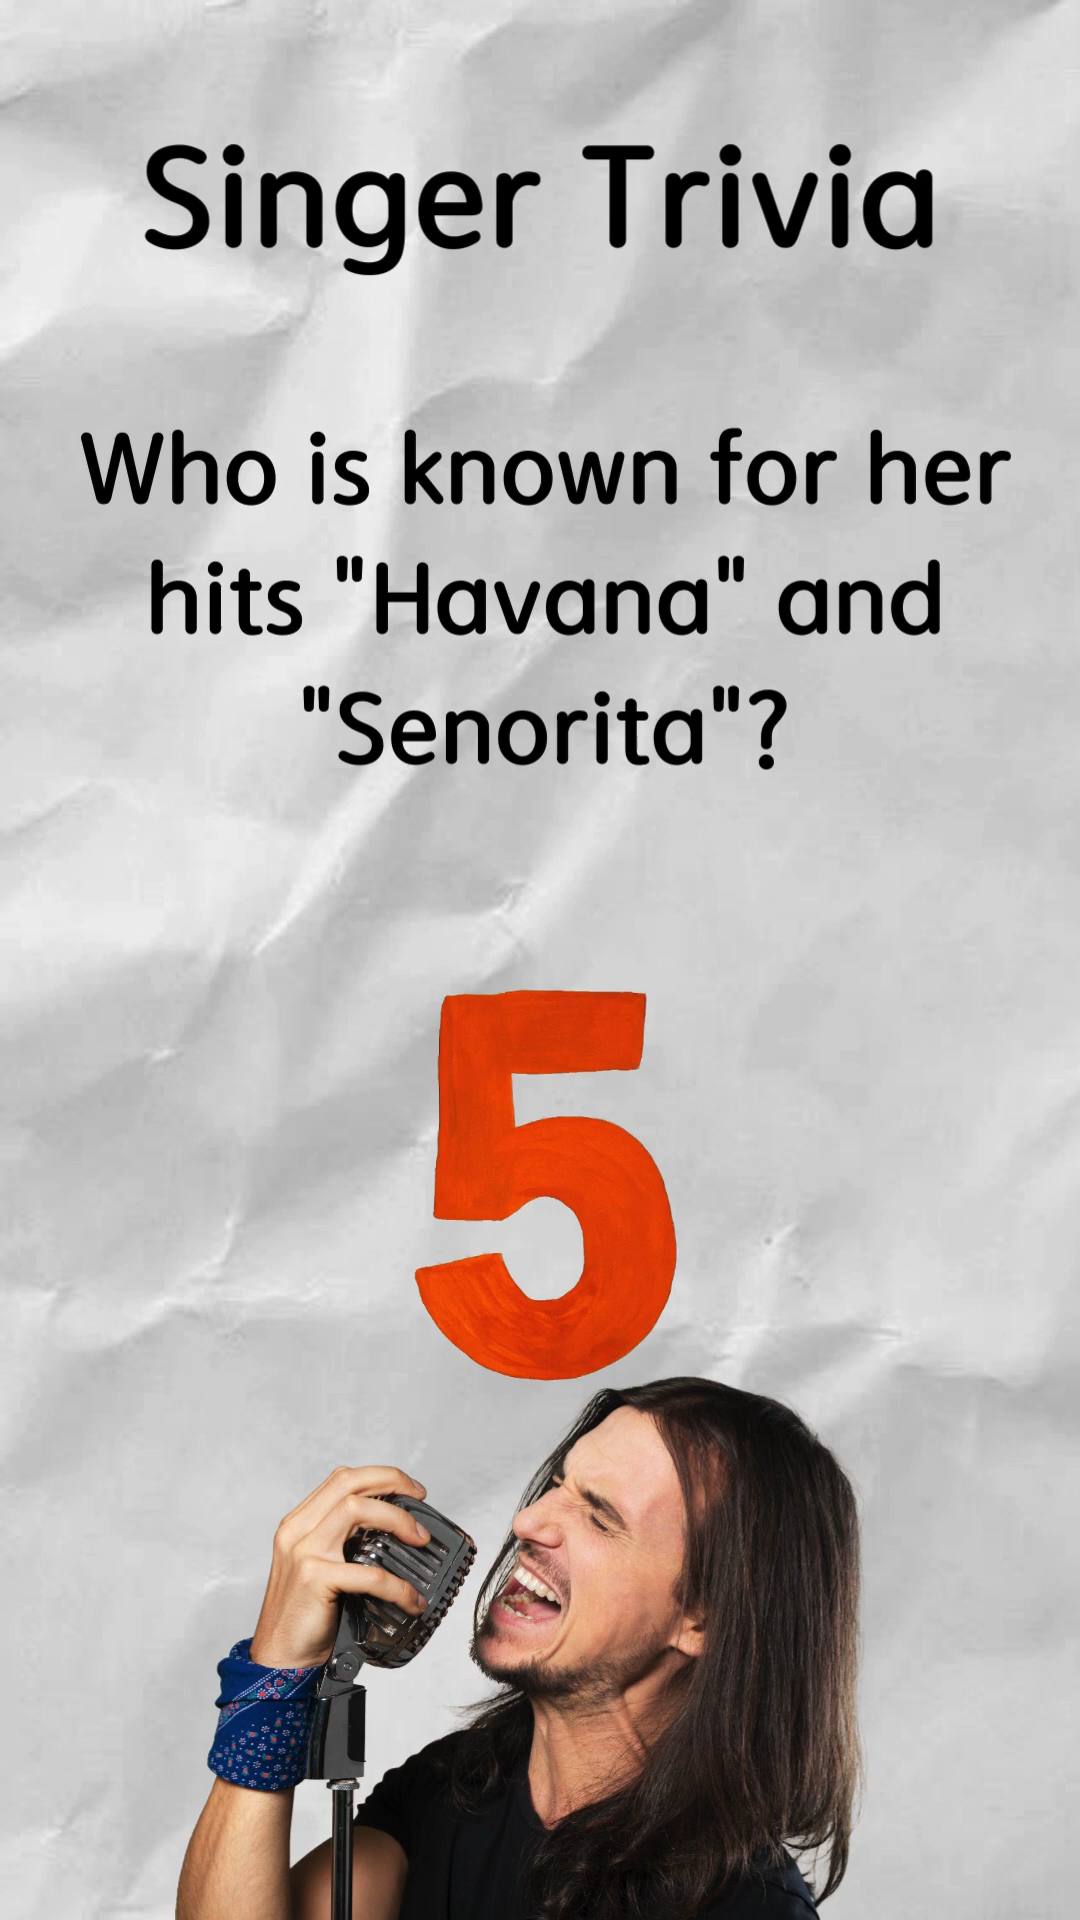 Singer Trivia
Who is known for her
hits "Havana" and
"Senorita"?
5